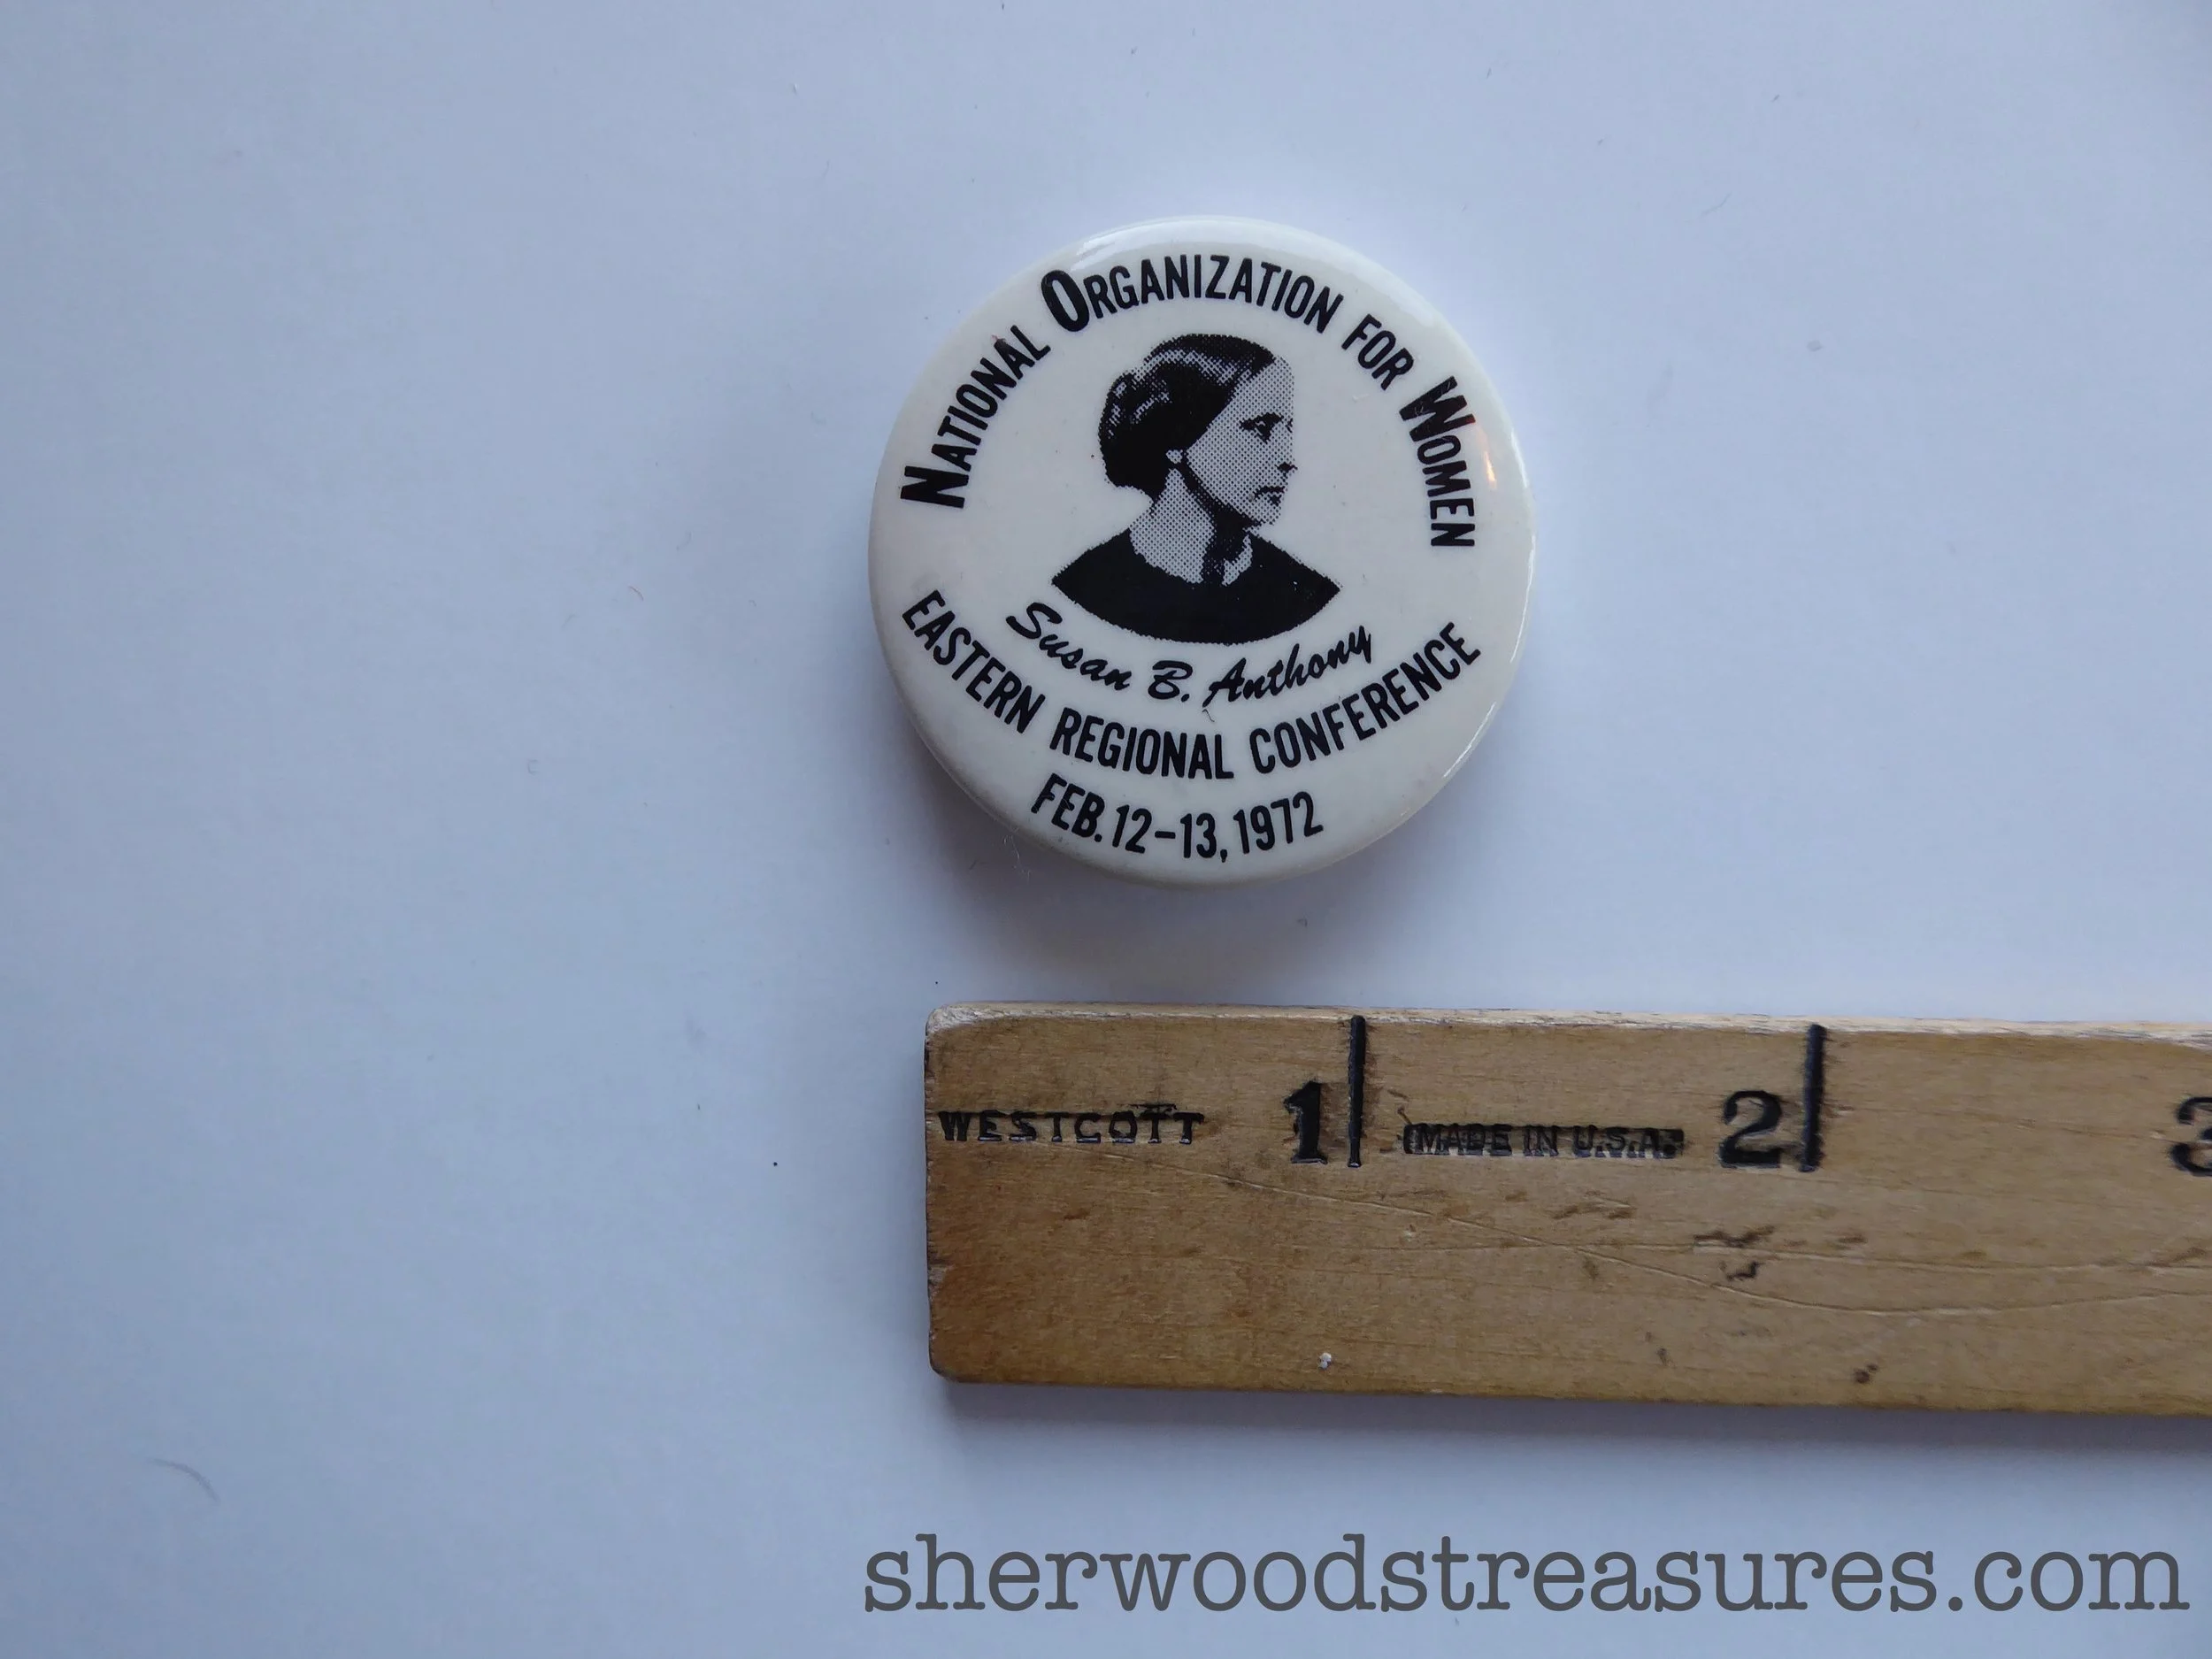 NATIONAL ORGANIZATION FOR WOMEN
Susan B. Anthony
EASTERN REGIONAL CONFERENCE
FEB. 12-13, 1972
WESTCOTT 1 MADE IN U.S.A. 2 3
sherwoodstreasures.com